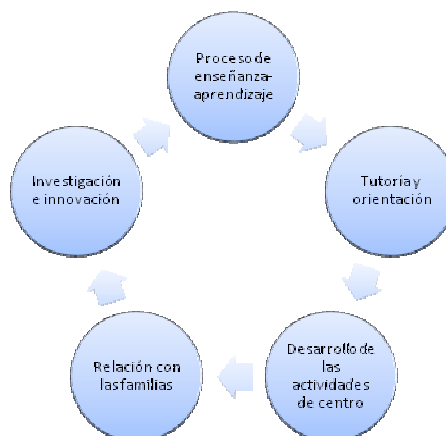 Proceso de
enseñanza-
aprendizaje
Tutoría y
orientación
Desarrollo de
las
actividades
de centro
Relación con
las familias
Investigación
e innovación